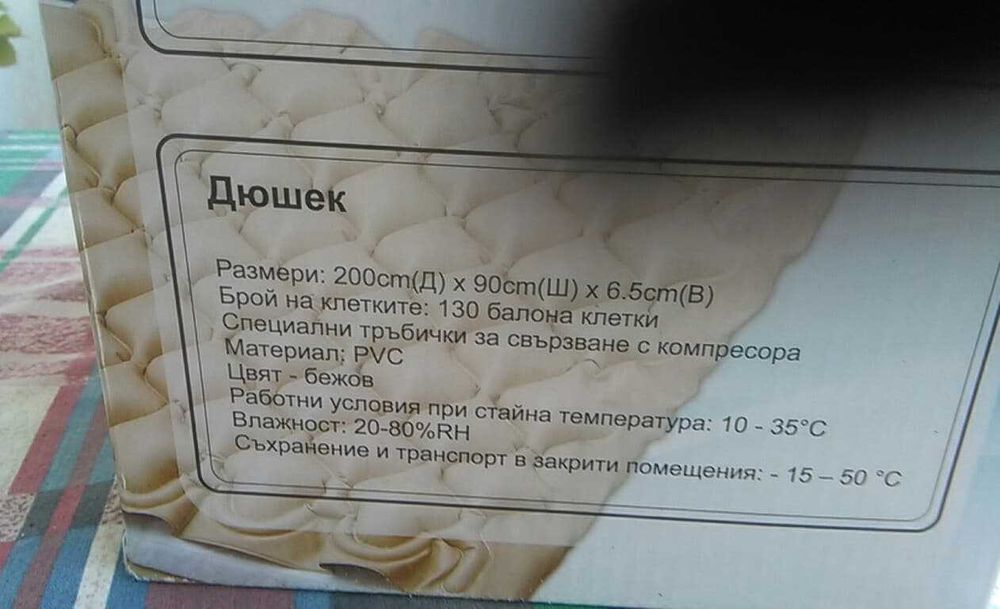 Дюшек
Размери: 200cm(Д) x 90cm(Ш) x 6.5cm(В)
Брой на клетките: 130 балона клетки
Специални тръбички за свързване с компресора
Материал; PVC
Цвят - бежов
Работни условия при стайна температура: 10 - 35°C
Влажност: 20-80%RH
Съхранение и транспорт в закрити помещения: - 15 – 50 °C